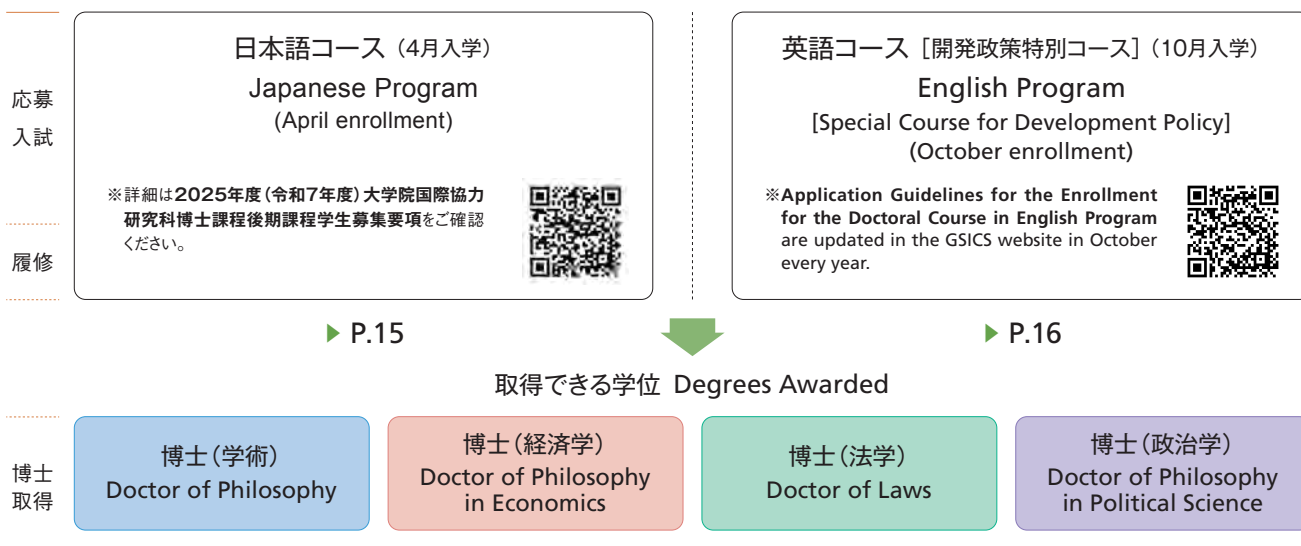 応募
入試
履修
日本語コース（4月入学）
Japanese Program
(April enrollment)
※詳細は2025年度（令和7年度）大学院国際協力
研究科博士課程後期課程学生募集要項をご確認
ください。
英語コース［開発政策特別コース］（10月入学）
English Program
[Special Course for Development Policy]
(October enrollment)
※Application Guidelines for the Enrollment
for the Doctoral Course in English Program
are updated in the GSICS website in October
every year.
▶ P.15
▶ P.16
取得できる学位 Degrees Awarded
博士
取得
博士（学術）
Doctor of Philosophy
博士（経済学）
Doctor of Philosophy
in Economics
博士（法学）
Doctor of Laws
博士（政治学）
Doctor of Philosophy
in Political Science